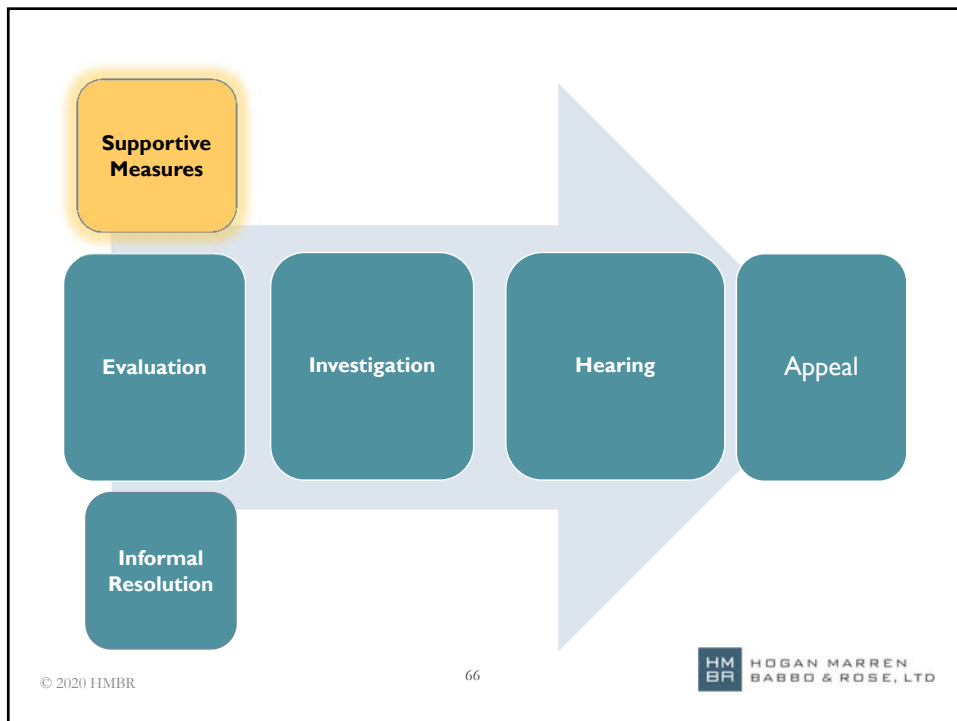 Supportive
Measures
Evaluation
Investigation
Hearing
Appeal
Informal
Resolution
© 2020 HMBR
66
HM
BR
HOGAN MARREN
BABBO & ROSE, LTD